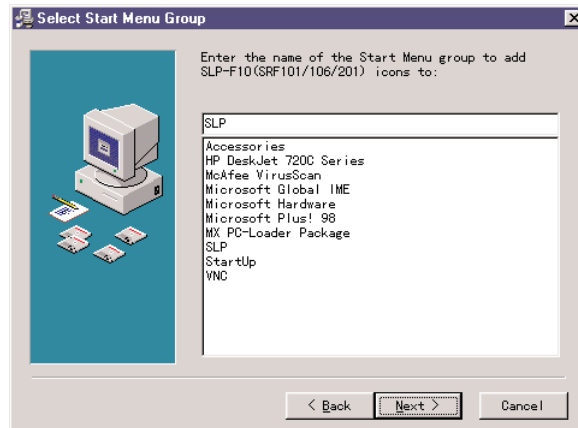 Select Start Menu Group
Enter the name of the Start Menu group to add
SLP-F10(SRF101/106/201) icons to:
SLP
Accessories
HP DeskJet 720C Series
McAfee VirusScan
Microsoft Global IME
Microsoft Hardware
Microsoft Plus! 98
MX PC-Loader Package
SLP
StartUp
VNC
< Back
Next >
Cancel